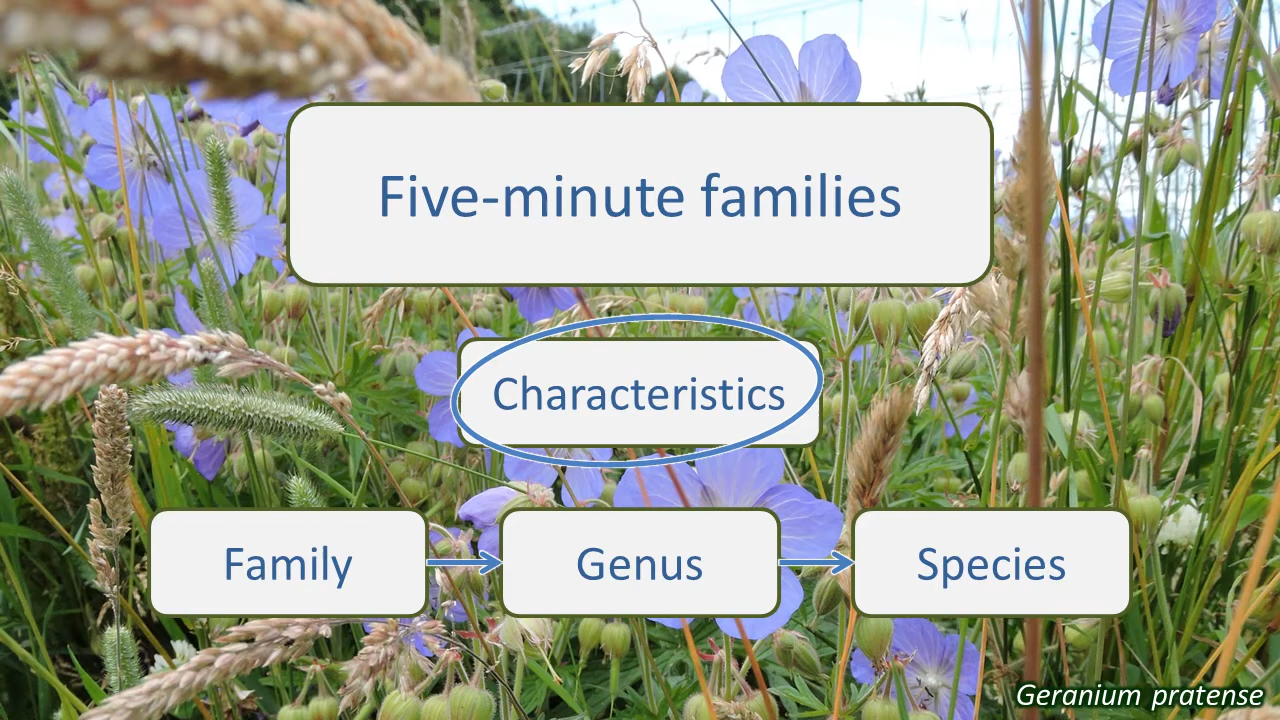 Five-minute families
Characteristics
Family
Genus
Species
Geranium pratense